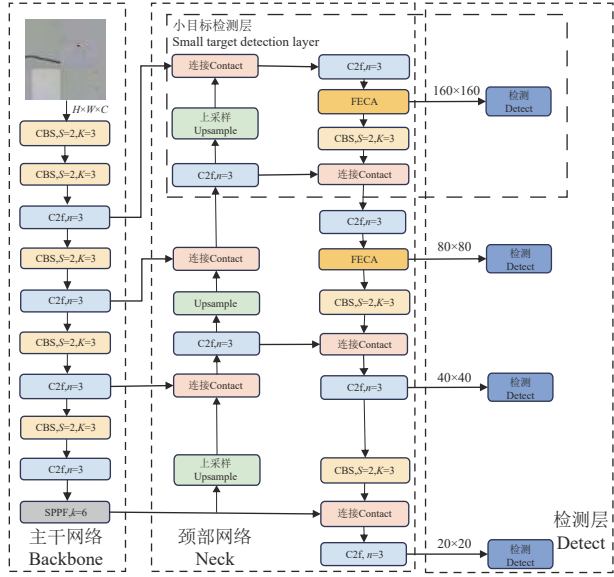 小目标检测层
Small target detection layer
H×W×C
CBS,S=2,K=3
CBS,S=2,K=3
C2f,n=3
CBS,S=2,K=3
C2f,n=3
CBS,S=2,K=3
C2f,n=3
CBS,S=2,K=3
C2f,n=3
SPPF,k=6
主干网络
Backbone
连接Contact
上采样
Upsample
C2f,n=3
连接Contact
Upsample
C2f,n=3
连接Contact
上采样
Upsample
颈部网络
Neck
C2f,n=3
FECA
CBS,S=2,K=3
连接Contact
C2f,n=3
FECA
CBS,S=2,K=3
连接Contact
C2f,n=3
CBS,S=2,K=3
连接Contact
C2f, n=3
160×160
检测
Detect
80×80
检测
Detect
40×40
检测
Detect
20×20
检测
Detect
检测层
Detect